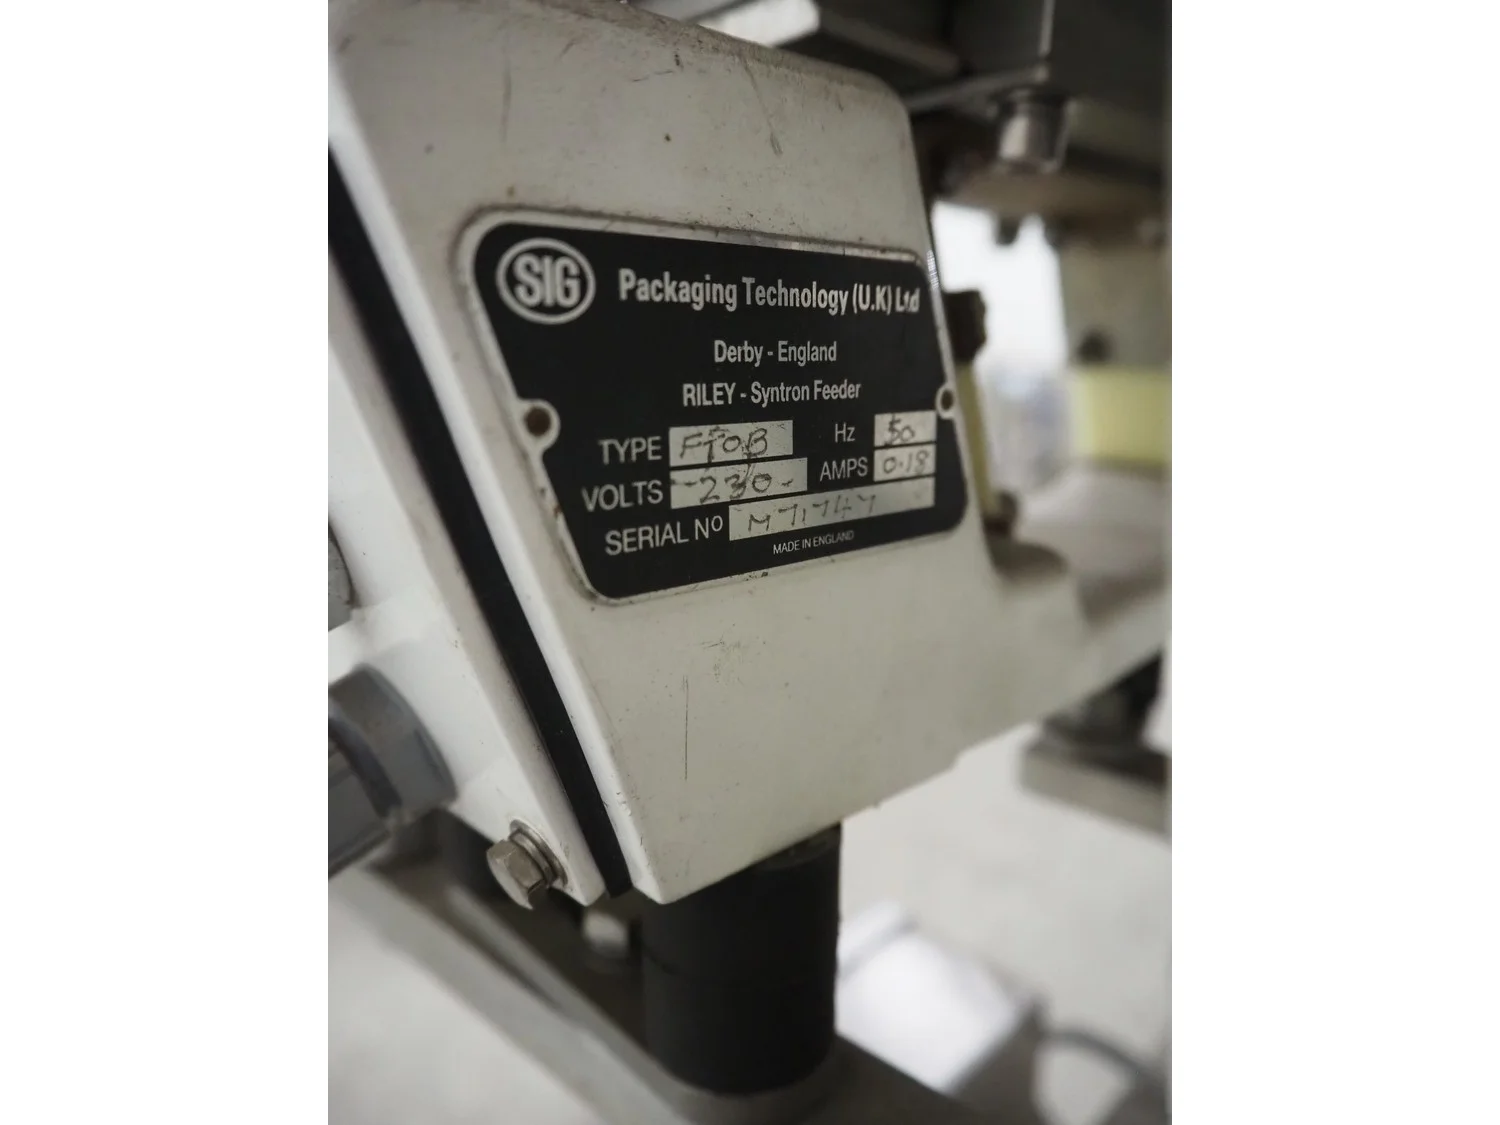 SIG Packaging Technology (U.K) Ltd
Derby - England
RILEY - Syntron Feeder
TYPE FTOB Hz 50
VOLTS -230- AMPS 0.18
SERIAL No M71747
MADE IN ENGLAND